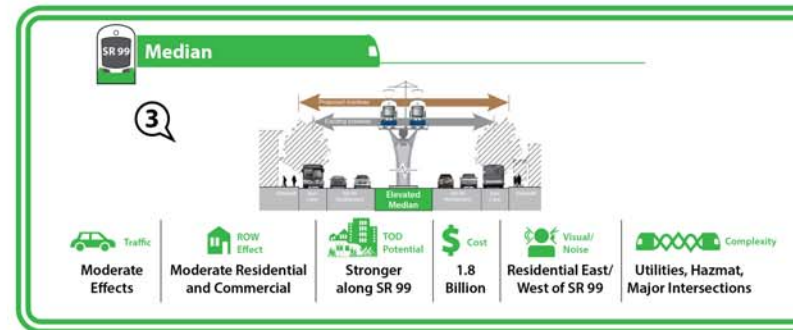 SR 99
Median
3
Proposed
Existing
Elevated
Median
Traffic
Moderate
Effects
ROW
Effect
Moderate Residential
and Commercial
TOD
Potential
Stronger
along SR 99
$ Cost
1.8
Billion
Visual/
Noise
Residential East/
West of SR 99
Complexity
Utilities, Hazmat,
Major Intersections